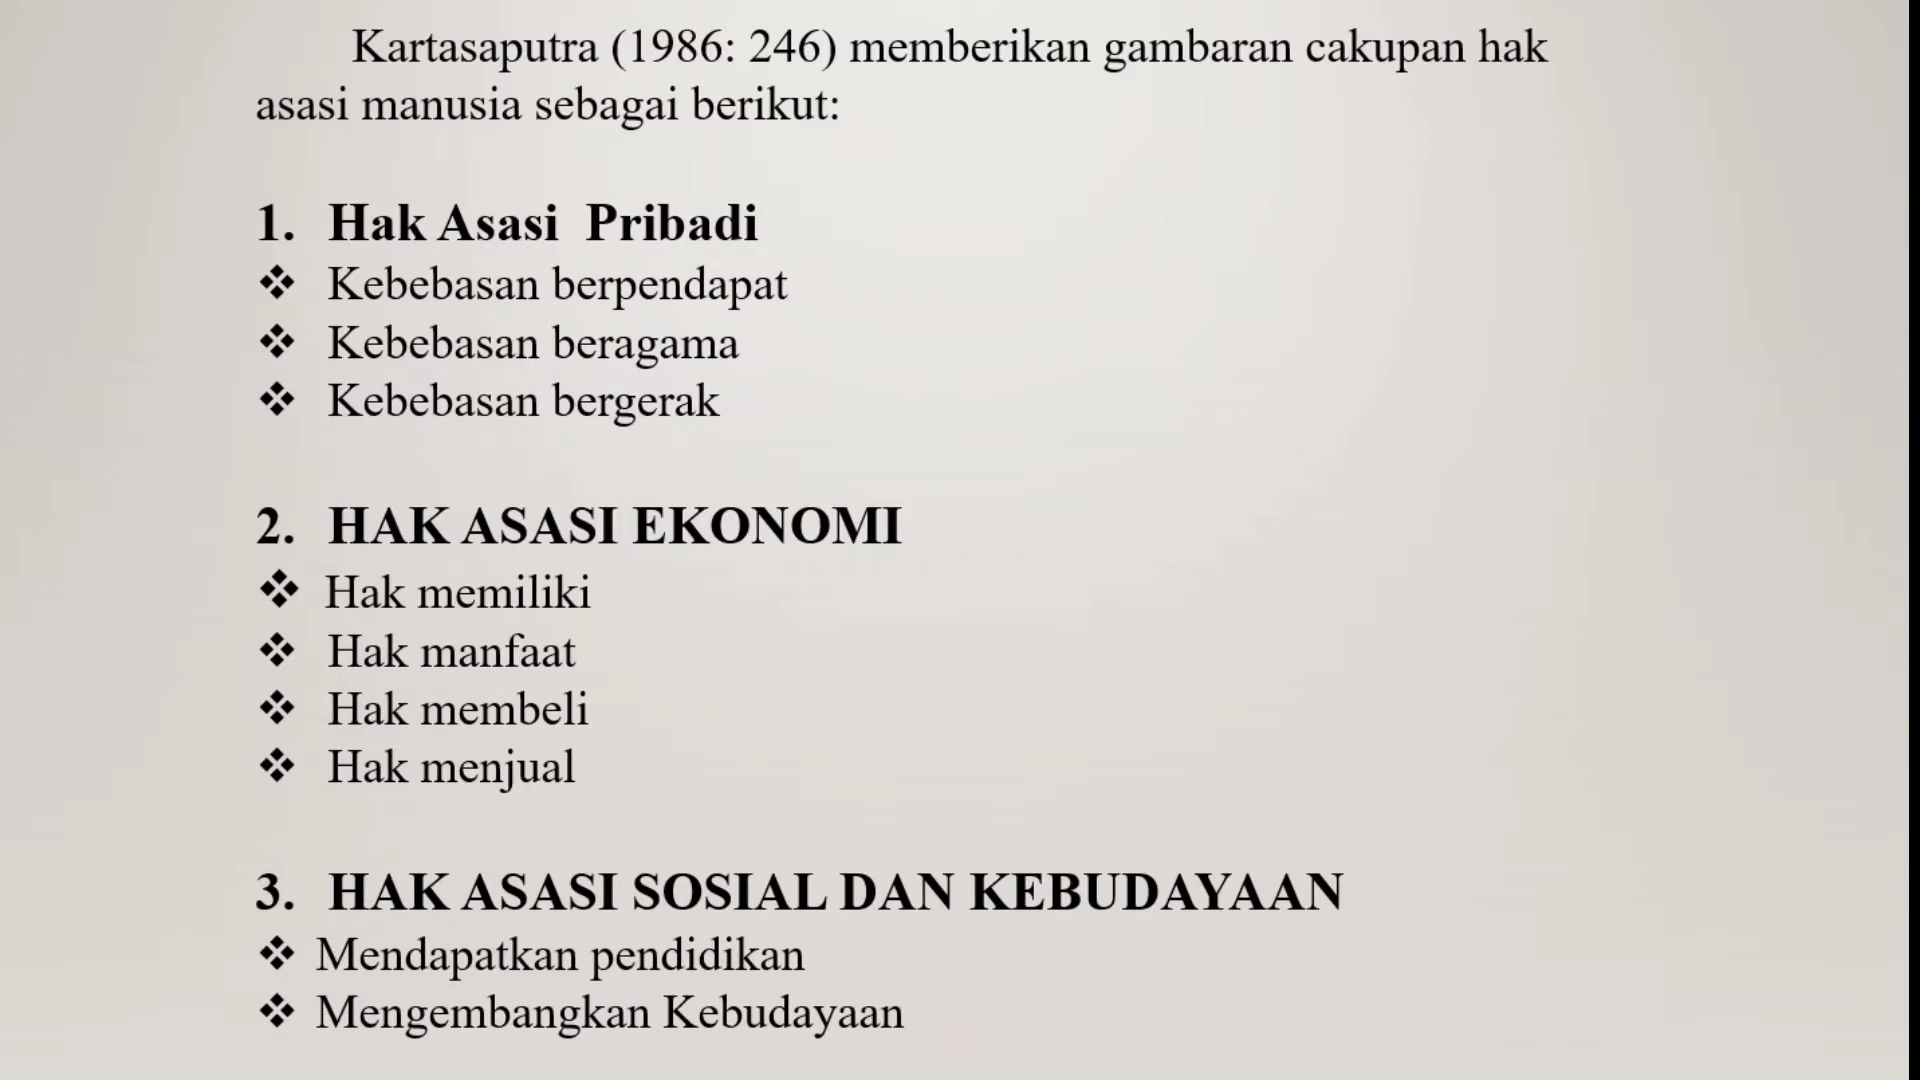 Kartasaputra (1986: 246) memberikan gambaran cakupan hak
asasi manusia sebagai berikut:
1. Hak Asasi Pribadi
❖ Kebebasan berpendapat
❖ Kebebasan beragama
❖ Kebebasan bergerak
2. HAK ASASI EKONOMI
❖ Hak memiliki
❖ Hak manfaat
❖ Hak membeli
❖ Hak menjual
3. HAK ASASI SOSIAL DAN KEBUDAYAAN
❖ Mendapatkan pendidikan
❖ Mengembangkan Kebudayaan